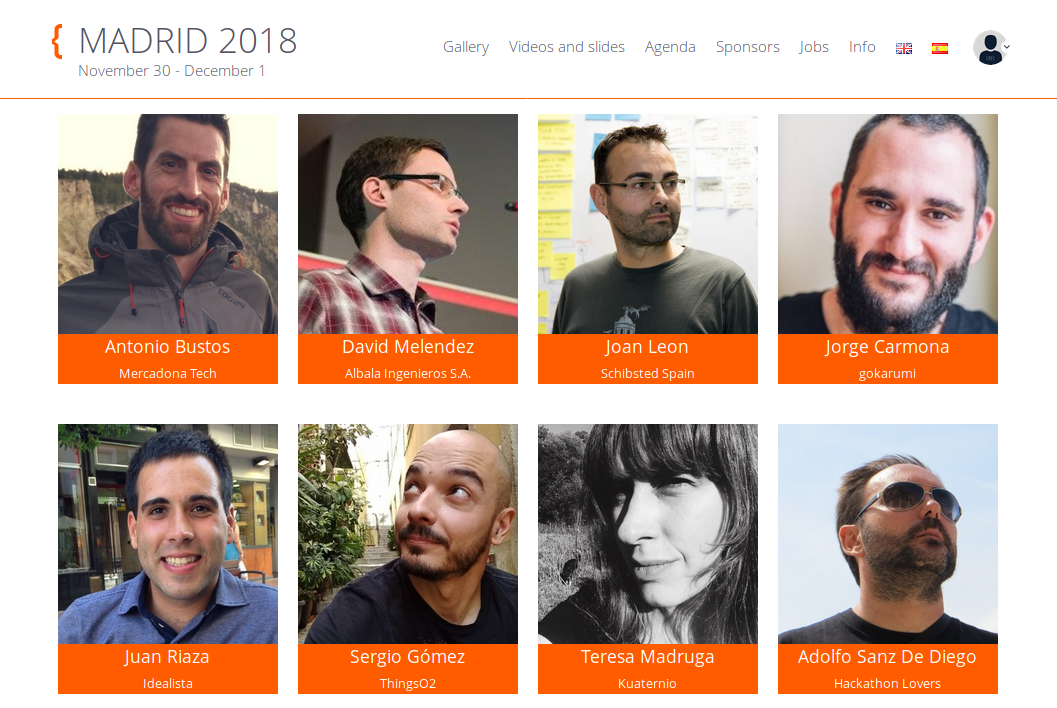 { MADRID 2018
November 30 - December 1
Gallery Videos and slides Agenda Sponsors Jobs Info
Antonio Bustos
Mercadona Tech
David Melendez
Albala Ingenieros S.A.
Joan Leon
Schibsted Spain
Jorge Carmona
gokarumi
Juan Riaza
Idealista
Sergio Gómez
ThingsO2
Teresa Madruga
Kuaternio
Adolfo Sanz De Diego
Hackathon Lovers